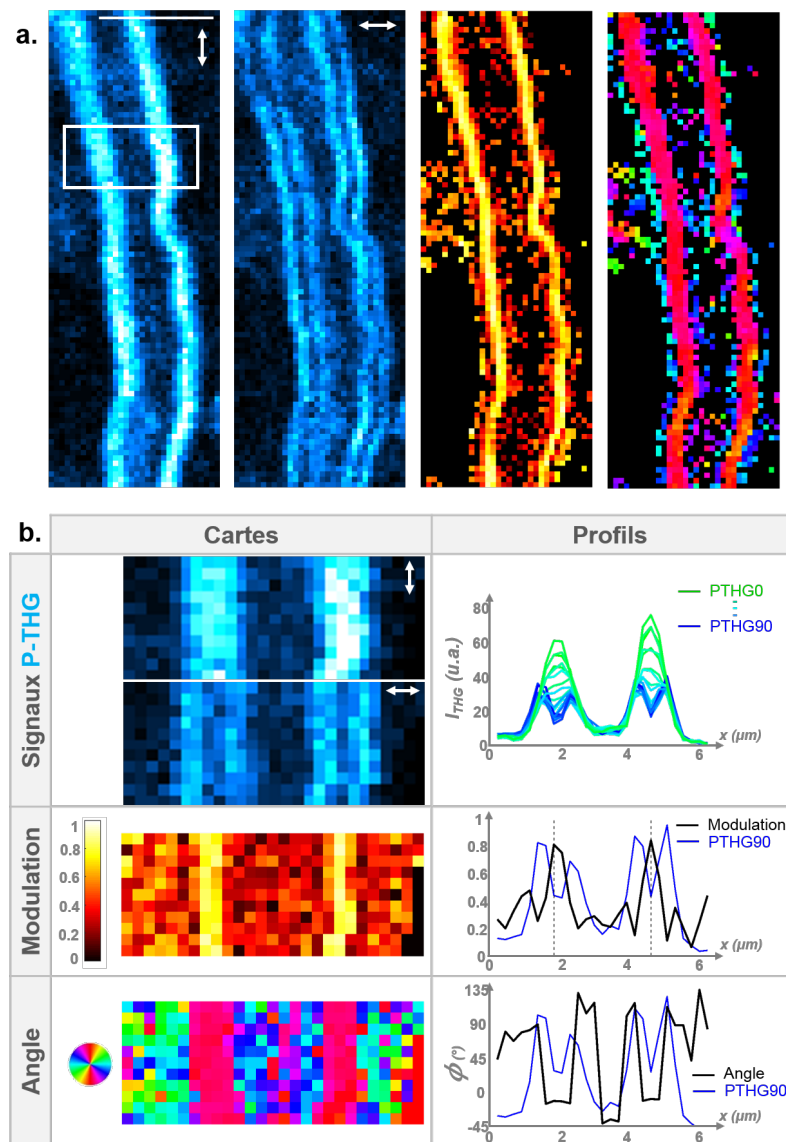 a.
b.
Cartes
Profils
Signaux P-THG
PTHG0
PTHG90
I_THG (u.a.)
80
60
40
20
0
0
2
4
6
x (µm)
Modulation
1
0.8
0.6
0.4
0.2
0
Modulation
PTHG90
1
0.8
0.6
0.4
0.2
0
0
2
4
6
x (µm)
Angle
ϕ(°)
135
90
45
0
-45
Angle
PTHG90
0
2
4
6
x (µm)